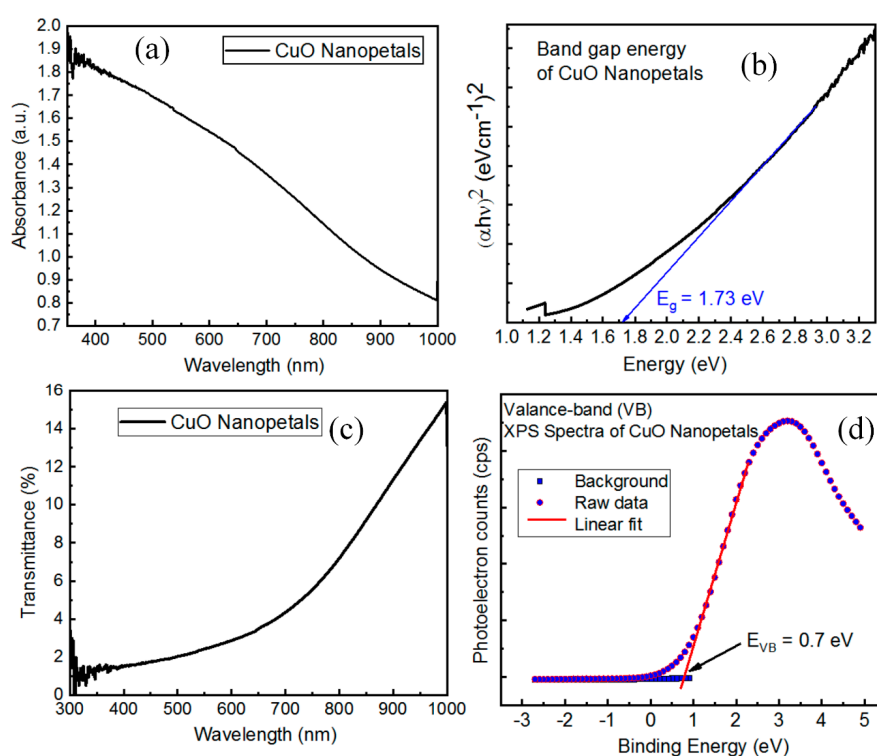 (a)
CuO Nanopetals
Absorbance (a.u.)
2.0
1.9
1.8
1.7
1.6
1.5
1.4
1.3
1.2
1.1
1.0
0.9
0.8
0.7
400 500 600 700 800 900 1000
Wavelength (nm)
(b)
Band gap energy
of CuO Nanopetals
(αhν)^2 (eVcm-1)^2
E_g = 1.73 eV
1.0 1.2 1.4 1.6 1.8 2.0 2.2 2.4 2.6 2.8 3.0 3.2
Energy (eV)
(c)
CuO Nanopetals
Transmittance (%)
16
14
12
10
8
6
4
2
0
300 400 500 600 700 800 900 1000
Wavelength (nm)
(d)
Valance-band (VB)
XPS Spectra of CuO Nanopetals
Background
Raw data
Linear fit
Photoelectron counts (cps)
E_VB = 0.7 eV
-3 -2 -1 0 1 2 3 4 5
Binding Energy (eV)